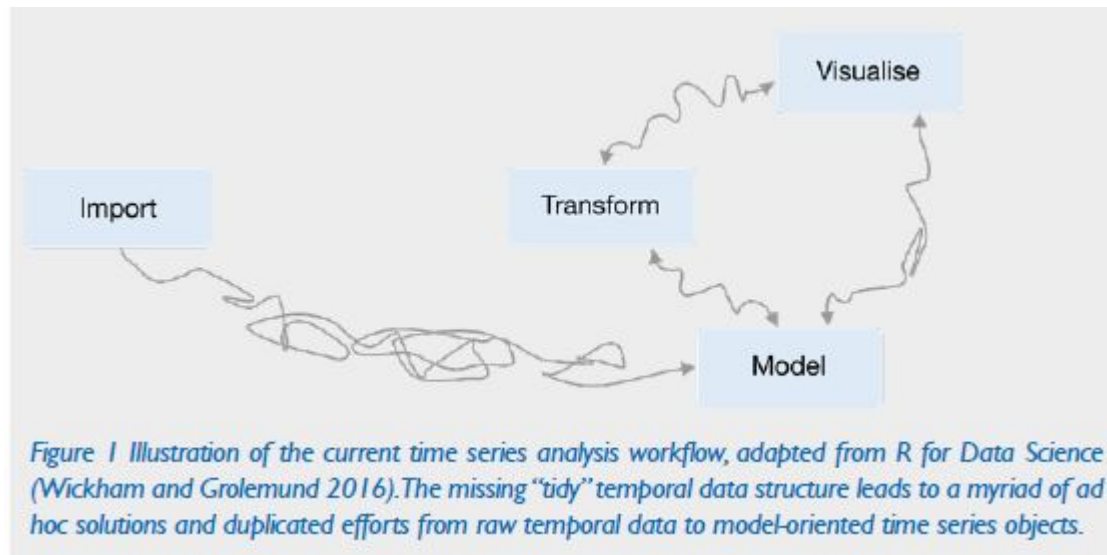 Visualise
Import
Transform
Model
Figure 1 Illustration of the current time series analysis workflow, adapted from R for Data Science
(Wickham and Grolemund 2016). The missing “tidy” temporal data structure leads to a myriad of ad
hoc solutions and duplicated efforts from raw temporal data to model-oriented time series objects.